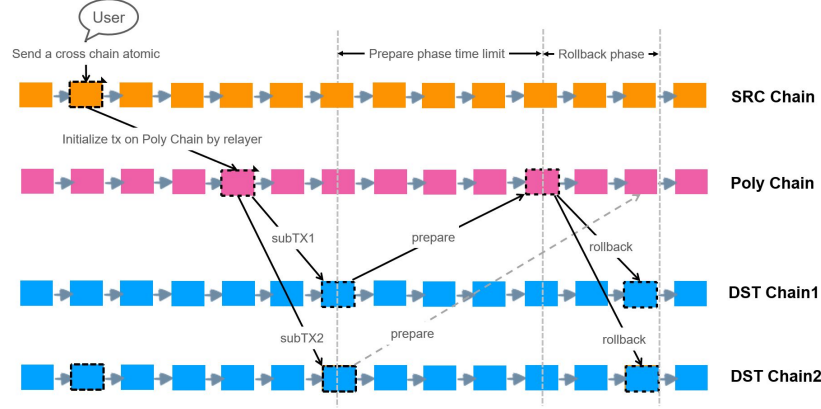 User
Send a cross chain atomic
Prepare phase time limit
Rollback phase
SRC Chain
Initialize tx on Poly Chain by relayer
Poly Chain
subTX1
prepare
rollback
DST Chain1
subTX2
prepare
rollback
DST Chain2